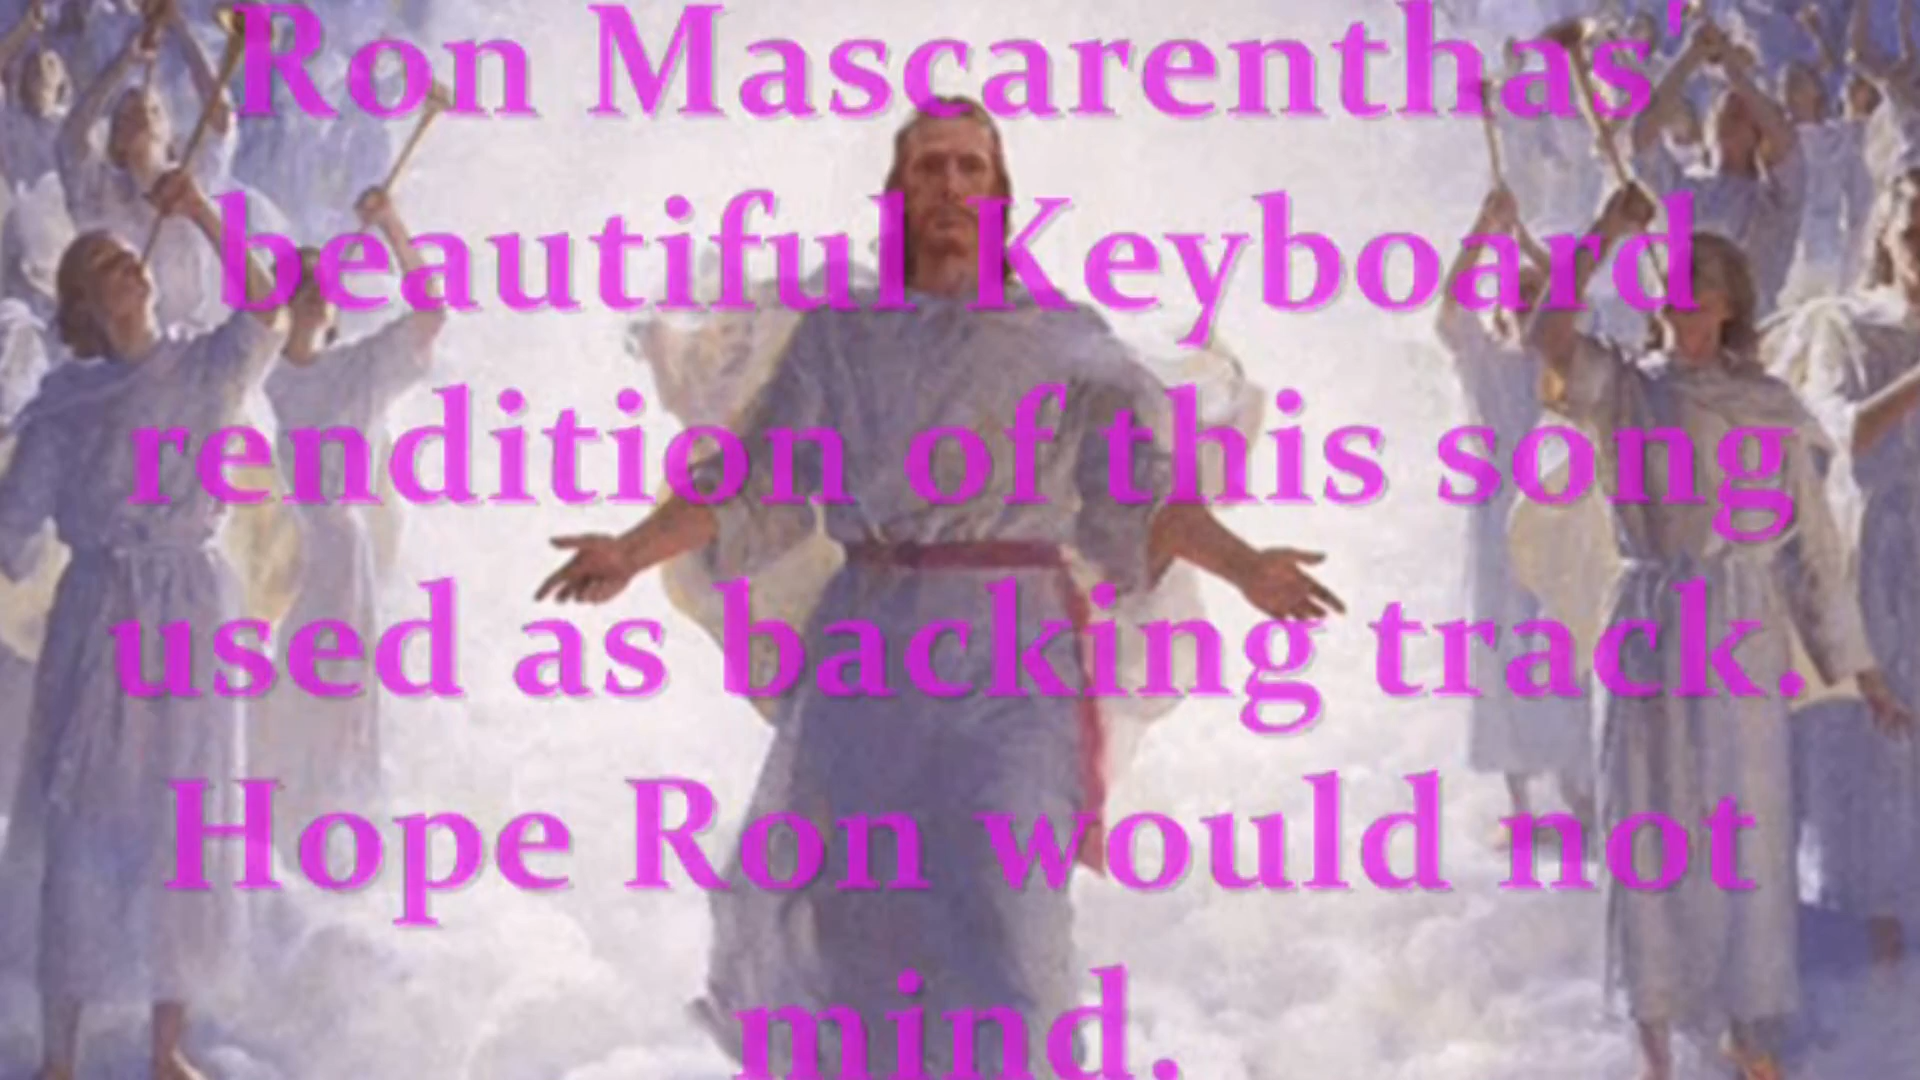 Ron Mascarenthas'
beautiful Keyboard
rendition of this song
used as backing track.
Hope Ron would not
mind.